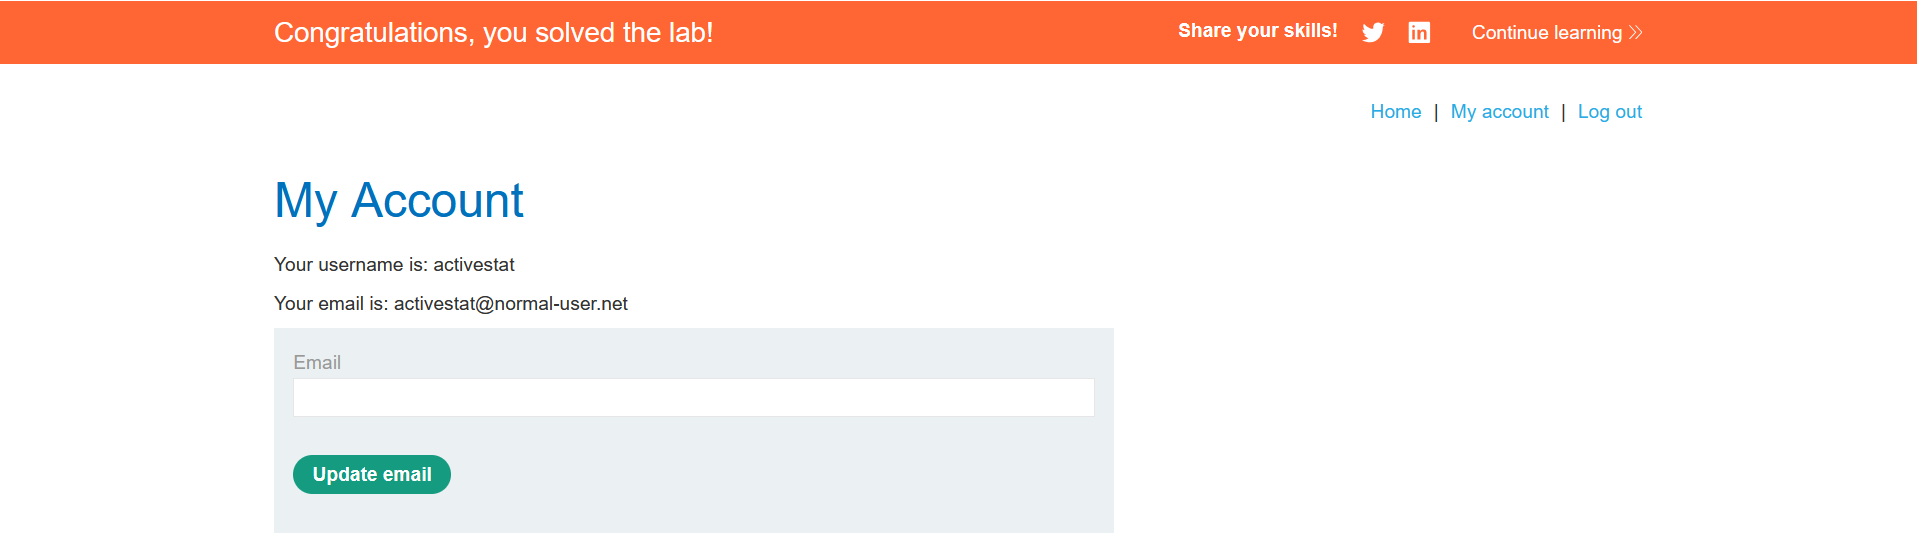 Congratulations, you solved the lab!
Share your skills!
Continue learning
Home | My account | Log out
My Account
Your username is: activestat
Your email is: activestat@normal-user.net
Email
Update email